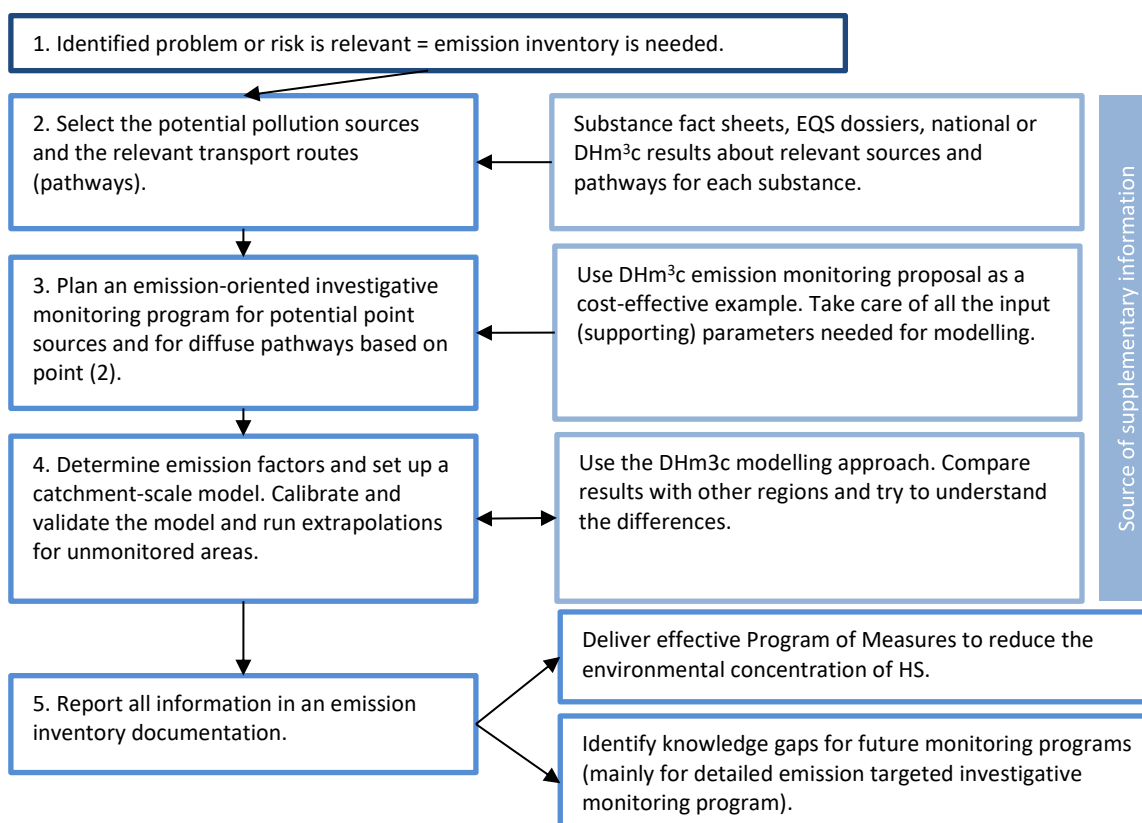 1. Identified problem or risk is relevant = emission inventory is needed.
2. Select the potential pollution sources
and the relevant transport routes
(pathways).
Substance fact sheets, EQS dossiers, national or
DHm³c results about relevant sources and
pathways for each substance.
3. Plan an emission-oriented investigative
monitoring program for potential point
sources and for diffuse pathways based on
point (2).
Use DHm³c emission monitoring proposal as a
cost-effective example. Take care of all the input
(supporting) parameters needed for modelling.
4. Determine emission factors and set up a
catchment-scale model. Calibrate and
validate the model and run extrapolations
for unmonitored areas.
Use the DHm3c modelling approach. Compare
results with other regions and try to understand
the differences.
Source of supplementary information
5. Report all information in an emission
inventory documentation.
Deliver effective Program of Measures to reduce the
environmental concentration of HS.
Identify knowledge gaps for future monitoring programs
(mainly for detailed emission targeted investigative
monitoring program).